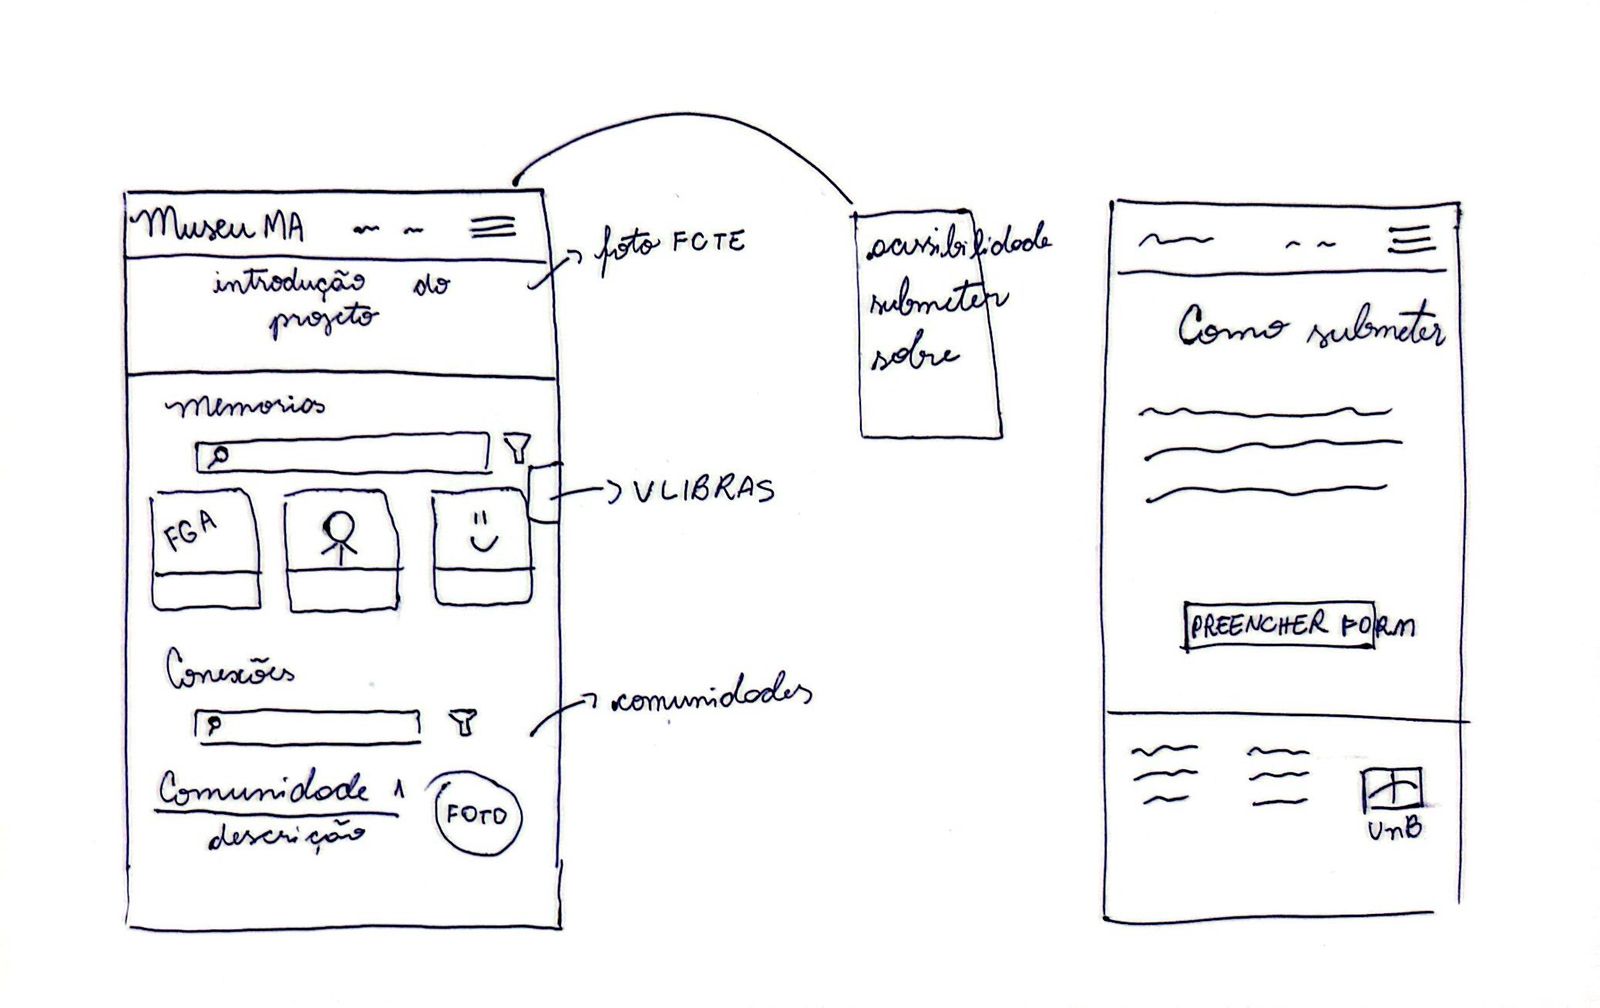 Museu MA
introdução do
projeto
foto FCTE
Memorias
VLIBRAS
FGA
Conexões
comunidades
Comunidade 1
descrição
FOTO
acessibilidade
submeter
sobre
Como submeter
PREENCHER FORM
UnB